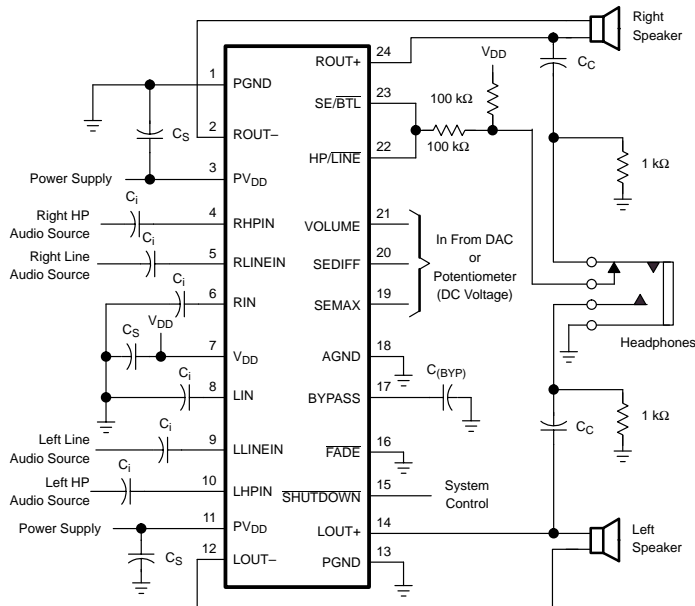 Right
Speaker
24
ROUT+
VDD
CC
1
PGND
23
SE/BTL
100 kΩ
CS
2
ROUT–
100 kΩ
1 kΩ
22
HP/LINE
3
PVDD
Power Supply
Ci
Right HP
Audio Source
4
RHPIN
21
VOLUME
Ci
Right Line
Audio Source
5
RLINEIN
20
SEDIFF
In From DAC
or
Potentiometer
(DC Voltage)
Ci
6
RIN
19
SEMAX
VDD
CS
7
VDD
18
AGND
Headphones
Ci
8
LIN
17
BYPASS
C(BYP)
Left Line
Audio Source
Ci
9
LLINEIN
16
FADE
CC
1 kΩ
Left HP
Audio Source
Ci
10
LHPIN
15
SHUTDOWN
System
Control
11
PVDD
Power Supply
14
LOUT+
CS
12
LOUT–
13
PGND
Left
Speaker